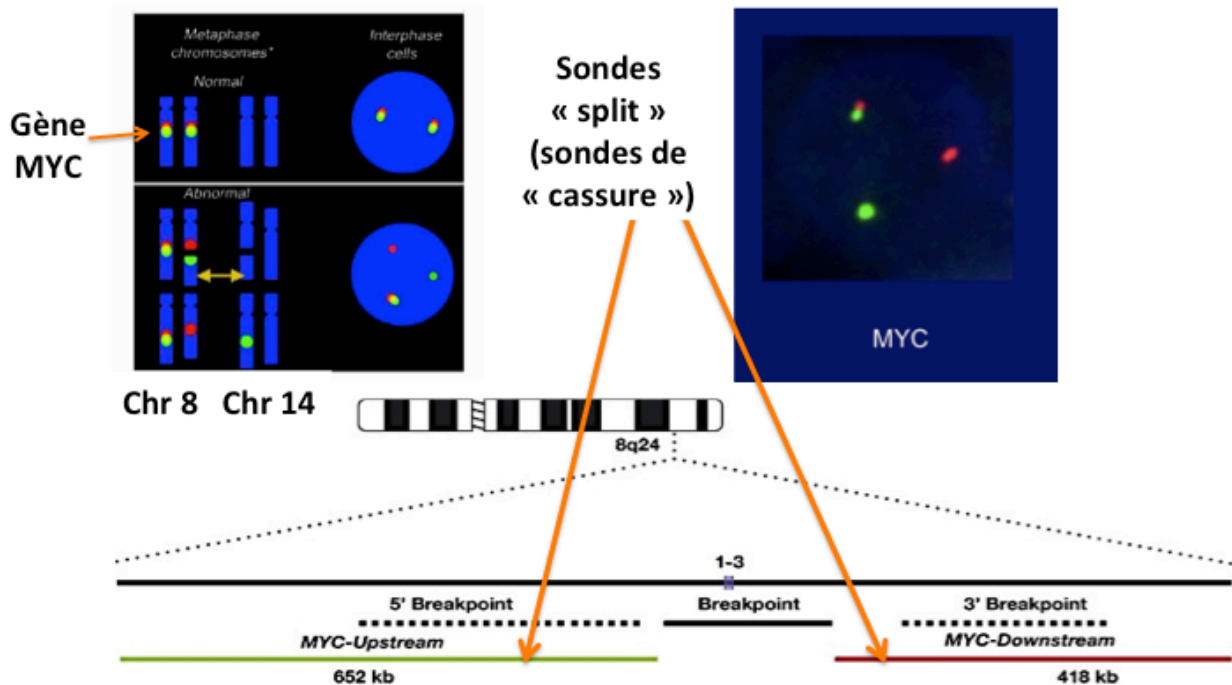 Metaphase
chromosomes*
Interphase
cells
Normal
Gène
MYC
Abnormal
Chr 8 Chr 14
Sondes
« split »
(sondes de
« cassure »)
MYC
8q24
1-3
5' Breakpoint
Breakpoint
3' Breakpoint
MYC-Upstream
MYC-Downstream
652 kb
418 kb